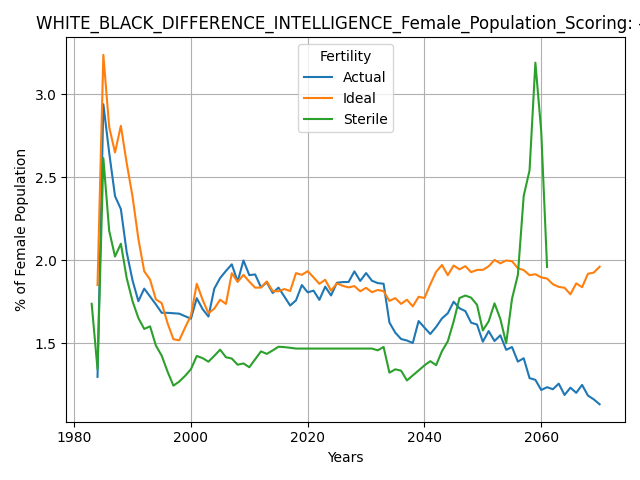 WHITE_BLACK_DIFFERENCE_INTELLIGENCE_Female_Population_Scoring: -
Fertility
Actual
Ideal
Sterile
% of Female Population
3.0
2.5
2.0
1.5
1980
2000
2020
2040
2060
Years